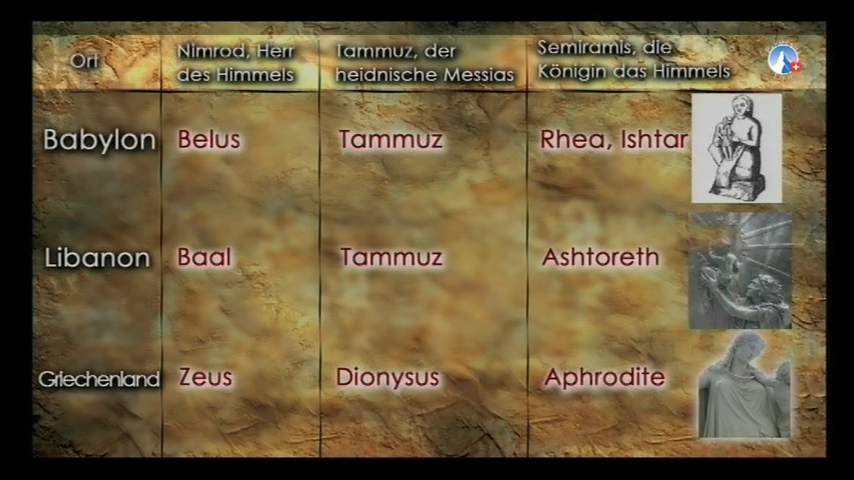 Ort
Nimrod, Herr
des Himmels
Tammuz, der
heidnische Messias
Semiramis, die
Königin das Himmels
Babylon
Belus
Tammuz
Rhea, Ishtar
Libanon
Baal
Tammuz
Ashtoreth
Griechenland
Zeus
Dionysus
Aphrodite